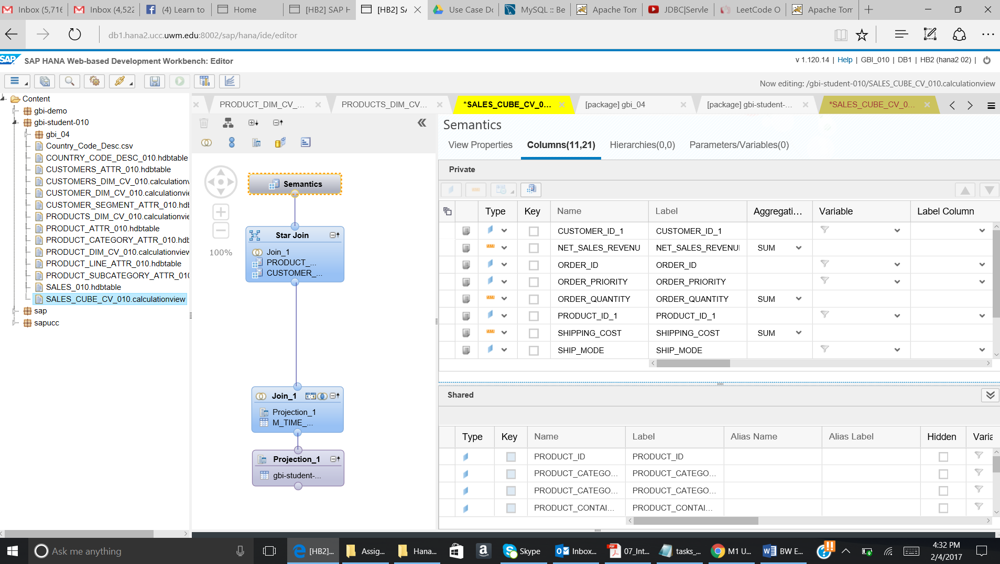 Inbox (5,716
Inbox (4,522
(4) Learn to
Home
[HB2] SAP H
[HB2] SA
Use Case Do
MySQL :: Be
Apache Tom
JDBC|Servle
LeetCode O
Apache Tom
db1.hana2.ucc.uwm.edu:8002/sap/hana/ide/editor
SAP
SAP HANA Web-based Development Workbench: Editor
v 1.120.14 | Help | GBI_010 | DB1 | HB2 (hana2 02) |
Now editing: /gbi-student-010/SALES_CUBE_CV_010.calculationview
Content
gbi-demo
gbi-student-010
gbi_04
Country_Code_Desc.csv
COUNTRY_CODE_DESC_010.hdbtable
CUSTOMERS_ATTR_010.hdbtable
CUSTOMERS_DIM_CV_010.calculationv
CUSTOMER_DIM_CV_010.calculationvie
CUSTOMER_SEGMENT_ATTR_010.hdb
PRODUCTS_DIM_CV_010.calculationvie
PRODUCT_ATTR_010.hdbtable
PRODUCT_CATEGORY_ATTR_010.hdb
PRODUCT_DIM_CV_010.calculationview
PRODUCT_LINE_ATTR_010.hdbtable
PRODUCT_SUBCATEGORY_ATTR_010
SALES_010.hdbtable
SALES_CUBE_CV_010.calculationview
sap
sapucc
PRODUCT_DIM_CV_...
PRODUCTS_DIM_CV...
*SALES_CUBE_CV_0...
[package] gbi_04
[package] gbi-student-...
*SALES_CUBE_CV_0...
100%
Semantics
Star Join
Join_1
PRODUCT_...
CUSTOMER_...
Join_1
Projection_1
M_TIME_...
Projection_1
gbi-student-...
Semantics
View Properties
Columns(11,21)
Hierarchies(0,0)
Parameters/Variables(0)
Private
Type Key Name Label Aggregati... Variable Label Column
CUSTOMER_ID_1 CUSTOMER_ID_1
NET_SALES_REVENU NET_SALES_REVENU SUM
ORDER_ID ORDER_ID
ORDER_PRIORITY ORDER_PRIORITY
ORDER_QUANTITY ORDER_QUANTITY SUM
PRODUCT_ID_1 PRODUCT_ID_1
SHIPPING_COST SHIPPING_COST SUM
SHIP_MODE SHIP_MODE
Shared
Type Key Name Label Alias Name Alias Label Hidden Varia
PRODUCT_ID PRODUCT_ID
PRODUCT_CATEGO... PRODUCT_CATEGO...
PRODUCT_CATEGO... PRODUCT_CATEGO...
PRODUCT_CONTAI... PRODUCT_CONTAI...
Ask me anything
[HB2]...
Assig...
Hana...
Skype
Inbox...
07_Int...
tasks_...
M1 U...
BW E...
4:32 PM
2/4/2017